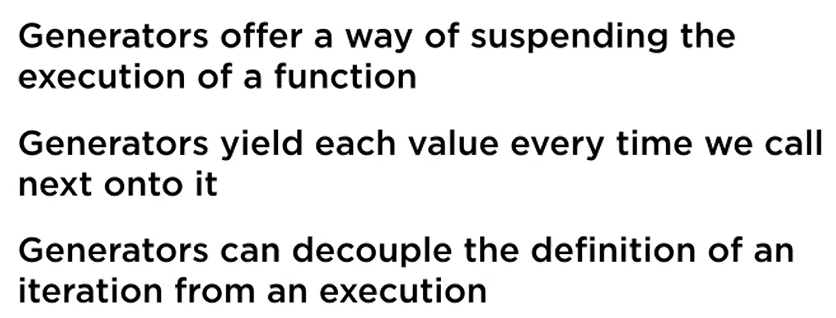 Generators offer a way of suspending the
execution of a function
Generators yield each value every time we call
next onto it
Generators can decouple the definition of an
iteration from an execution